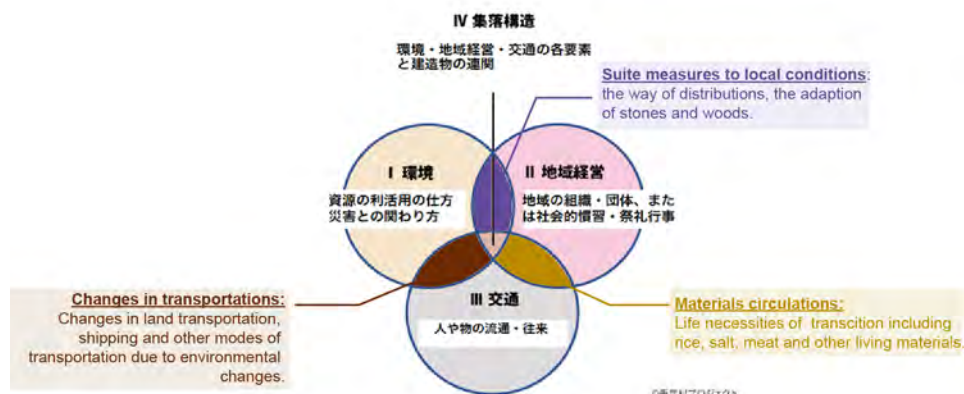 IV 集落構造
環境・地域経営・交通の各要素
と建造物の連関
Suite measures to local conditions:
the way of distributions, the adaption
of stones and woods.
I 環境
資源の利活用の仕方
災害との関わり方
II 地域経営
地域の組織・団体、また
は社会的慣習・祭礼行事
Changes in transportations:
Changes in land transportation,
shipping and other modes of
transportation due to environmental
changes.
III 交通
人や物の流通・往来
Materials circulations:
Life necessities of transcition including
rice, salt, meat and other living materials.